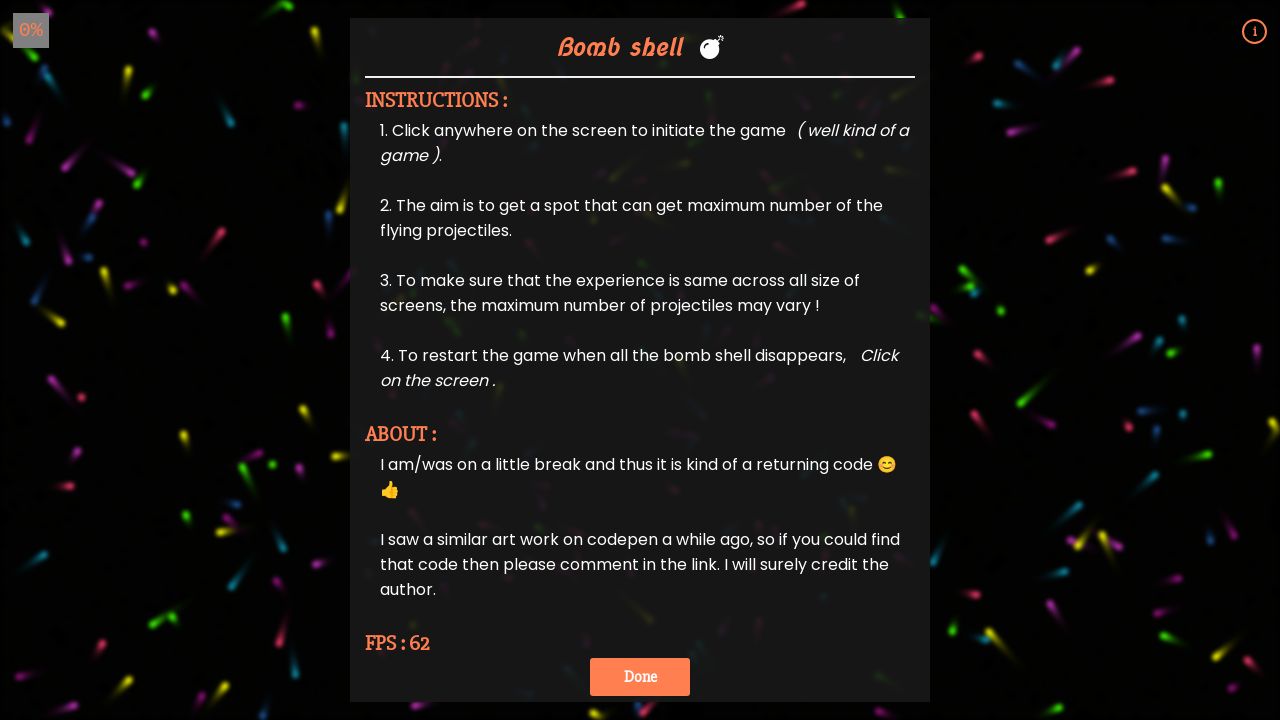 0%
i
Bomb shell 💣
INSTRUCTIONS :
1. Click anywhere on the screen to initiate the game ( well kind of a
game ).
2. The aim is to get a spot that can get maximum number of the
flying projectiles.
3. To make sure that the experience is same across all size of
screens, the maximum number of projectiles may vary !
4. To restart the game when all the bomb shell disappears, Click
on the screen .
ABOUT :
I am/was on a little break and thus it is kind of a returning code 😊
👍
I saw a similar art work on codepen a while ago, so if you could find
that code then please comment in the link. I will surely credit the
author.
FPS : 62
Done